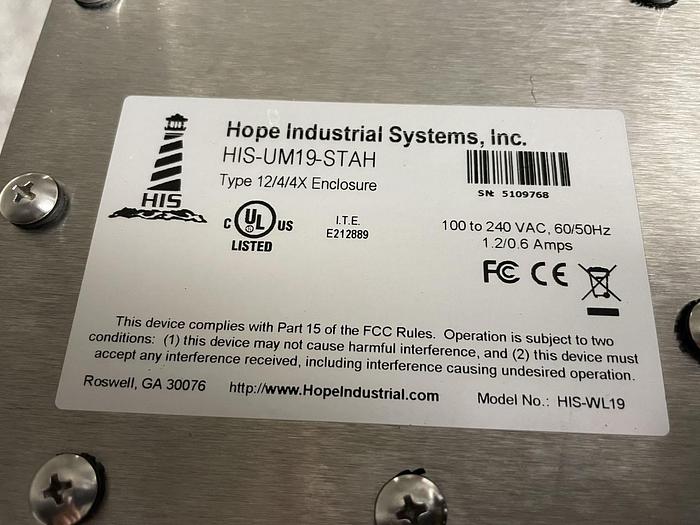 Hope Industrial Systems, Inc.
HIS-UM19-STAH
Type 12/4/4X Enclosure
SN: 5109768
HIS
C UL US
LISTED
I.T.E.
E212889
100 to 240 VAC, 60/50Hz
1.2/0.6 Amps
FC CE
This device complies with Part 15 of the FCC Rules. Operation is subject to two
conditions: (1) this device may not cause harmful interference, and (2) this device must
accept any interference received, including interference causing undesired operation.
Roswell, GA 30076 http://www.HopeIndustrial.com Model No.: HIS-WL19